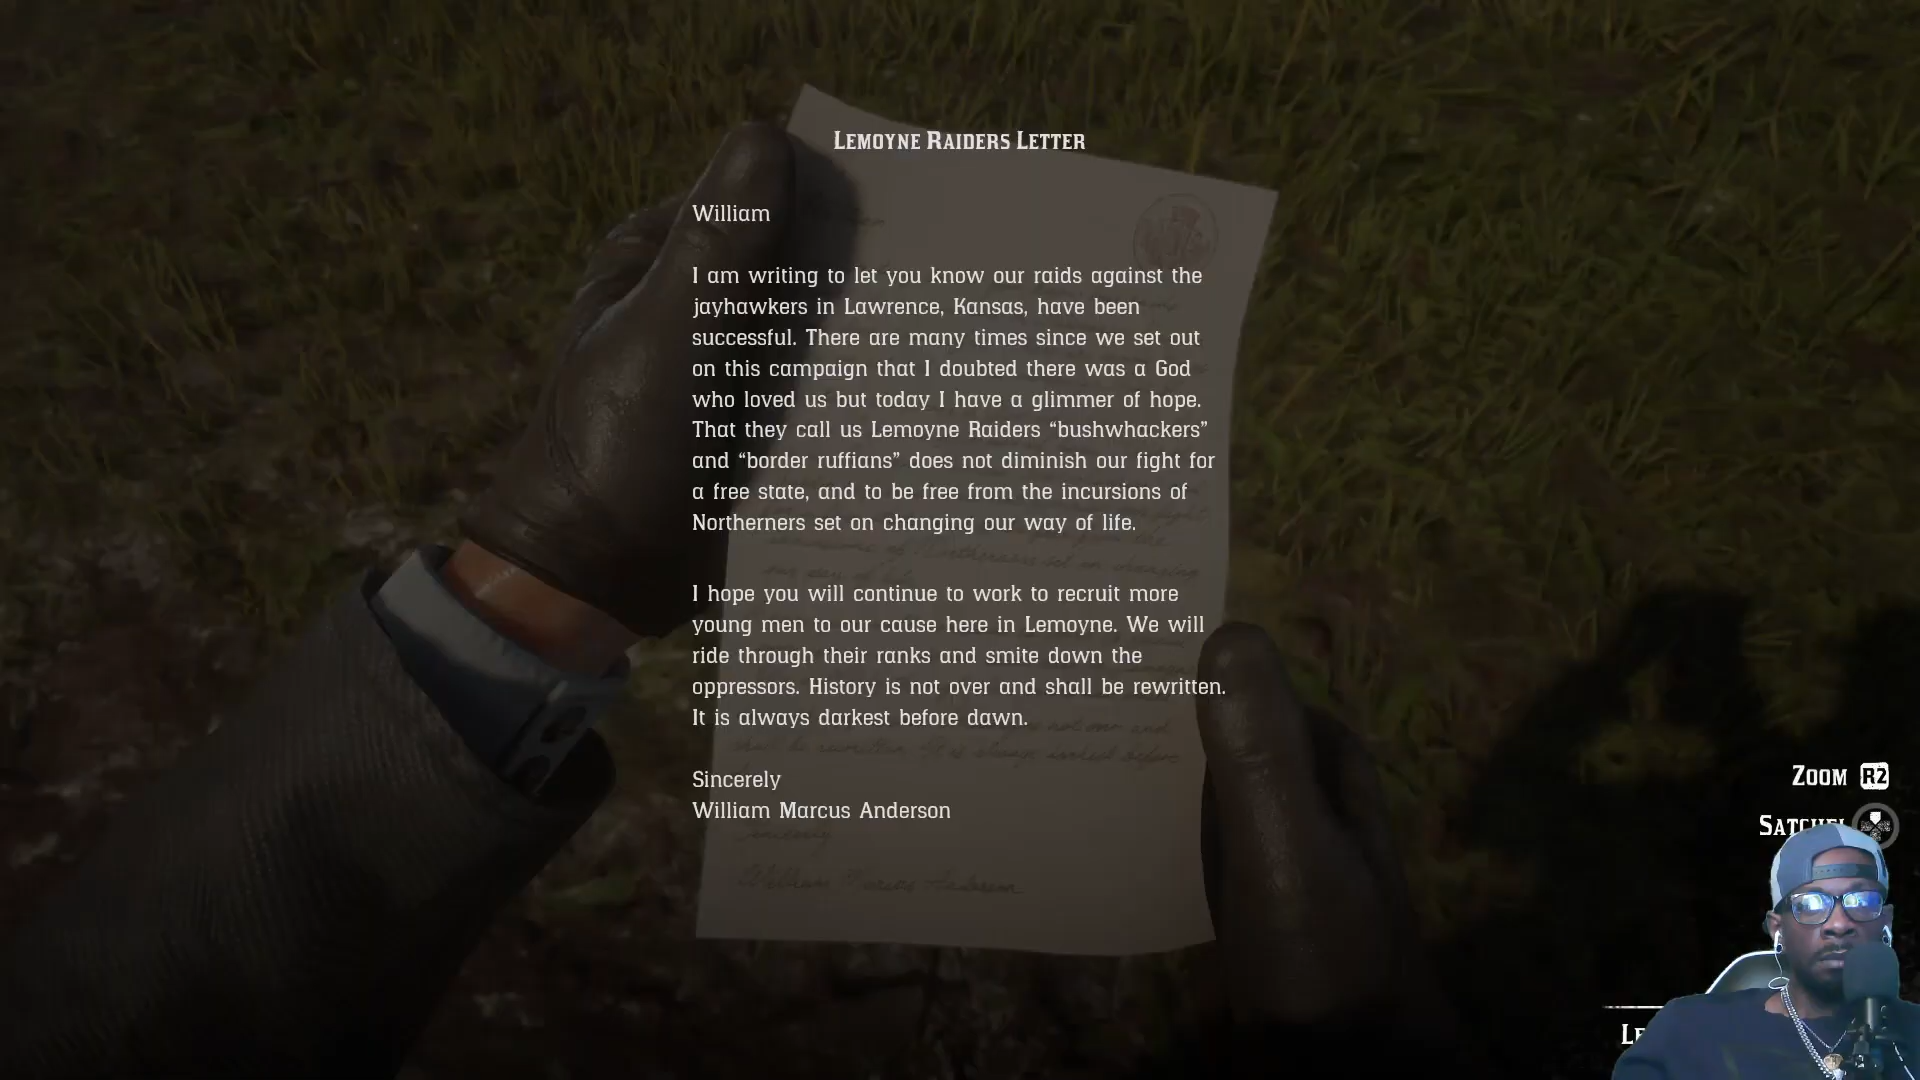 Lemoyne Raiders Letter
William
I am writing to let you know our raids against the
jayhawkers in Lawrence, Kansas, have been
successful. There are many times since we set out
on this campaign that I doubted there was a God
who loved us but today I have a glimmer of hope.
That they call us Lemoyne Raiders “bushwhackers”
and “border ruffians” does not diminish our fight for
a free state, and to be free from the incursions of
Northerners set on changing our way of life.
I hope you will continue to work to recruit more
young men to our cause here in Lemoyne. We will
ride through their ranks and smite down the
oppressors. History is not over and shall be rewritten.
It is always darkest before dawn.
Sincerely
William Marcus Anderson
William Marcus Anderson
Zoom R2
Satchel